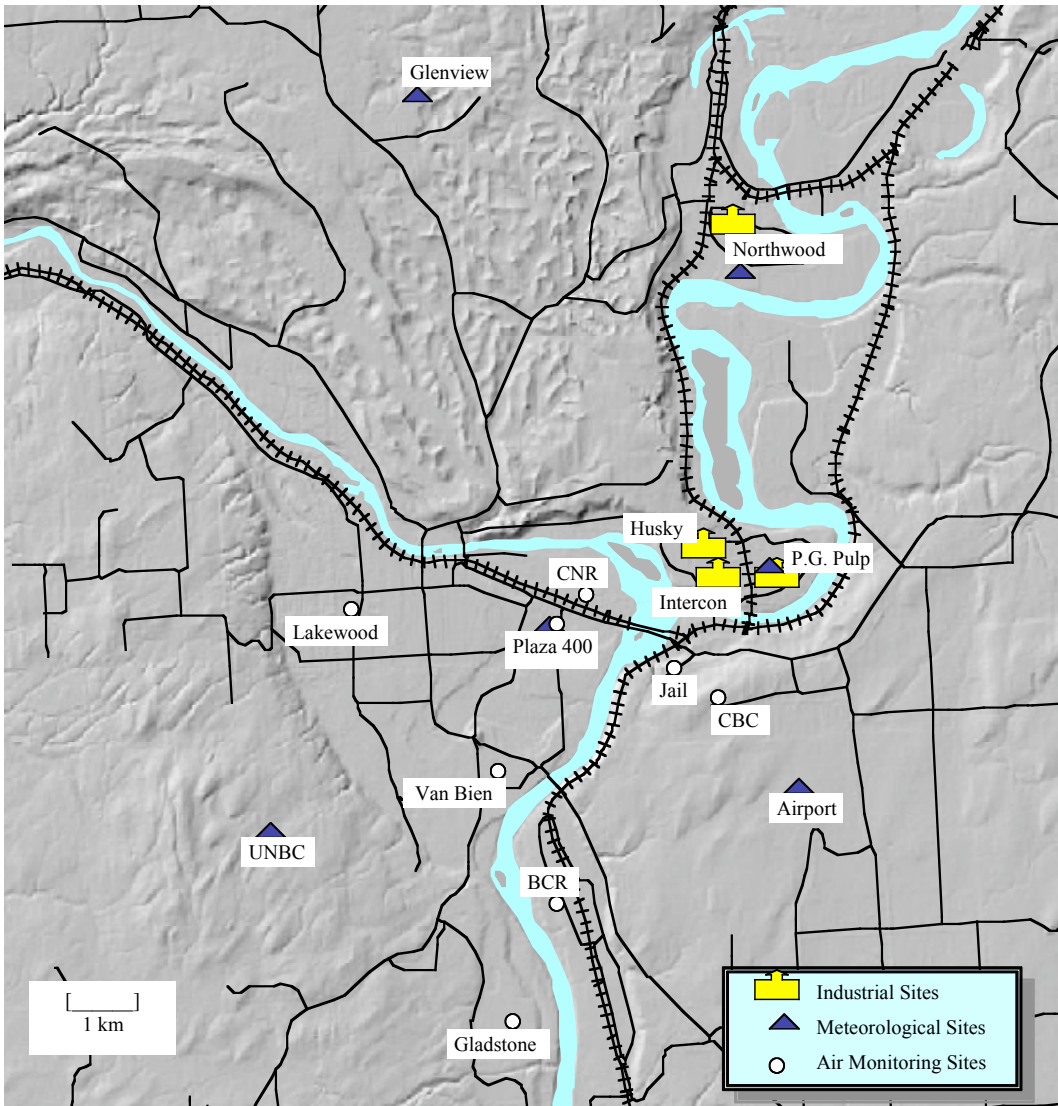 Glenview
Northwood
Husky
P.G. Pulp
CNR
Intercon
Lakewood
Plaza 400
Jail
CBC
Van Bien
Airport
UNBC
BCR
[_____]
1 km
Gladstone
Industrial Sites
Meteorological Sites
Air Monitoring Sites